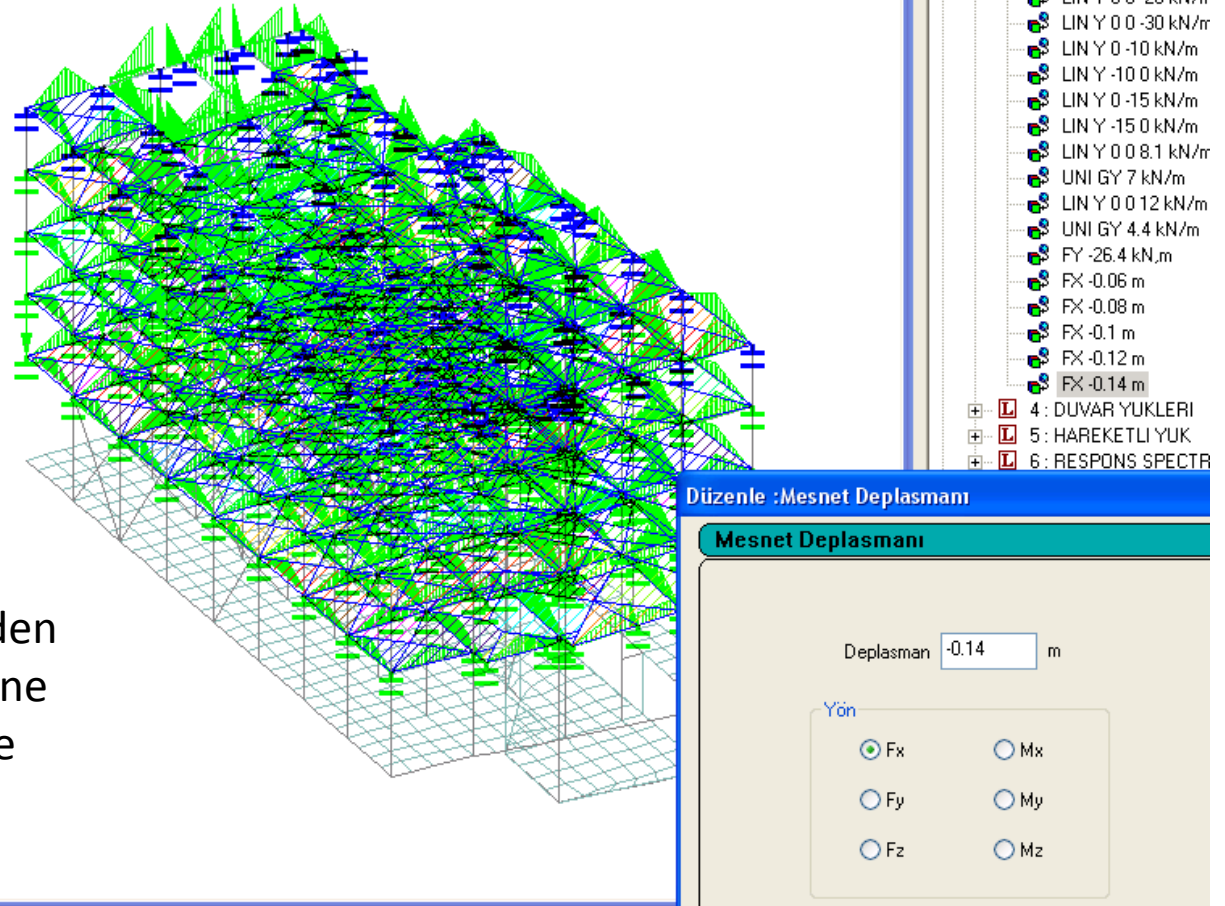 LIN Y 0 0 -30 kN/m
LIN Y 0 -10 kN/m
LIN Y -10 0 kN/m
LIN Y 0 -15 kN/m
LIN Y -15 0 kN/m
LIN Y 0 0 8.1 kN/m
UNI GY 7 kN/m
LIN Y 0 0 12 kN/m
UNI GY 4.4 kN/m
FY -26.4 kN,m
FX -0.06 m
FX -0.08 m
FX -0.1 m
FX -0.12 m
FX -0.14 m
L 4 : DUVAR YUKLERI
L 5 : HAREKETLI YUK
L 6 : RESPONS SPECTR
Düzenle :Mesnet Deplasmanı
Mesnet Deplasmanı
Deplasman -0.14 m
Yön
Fx Mx
Fy My
Fz Mz
den
ne
e